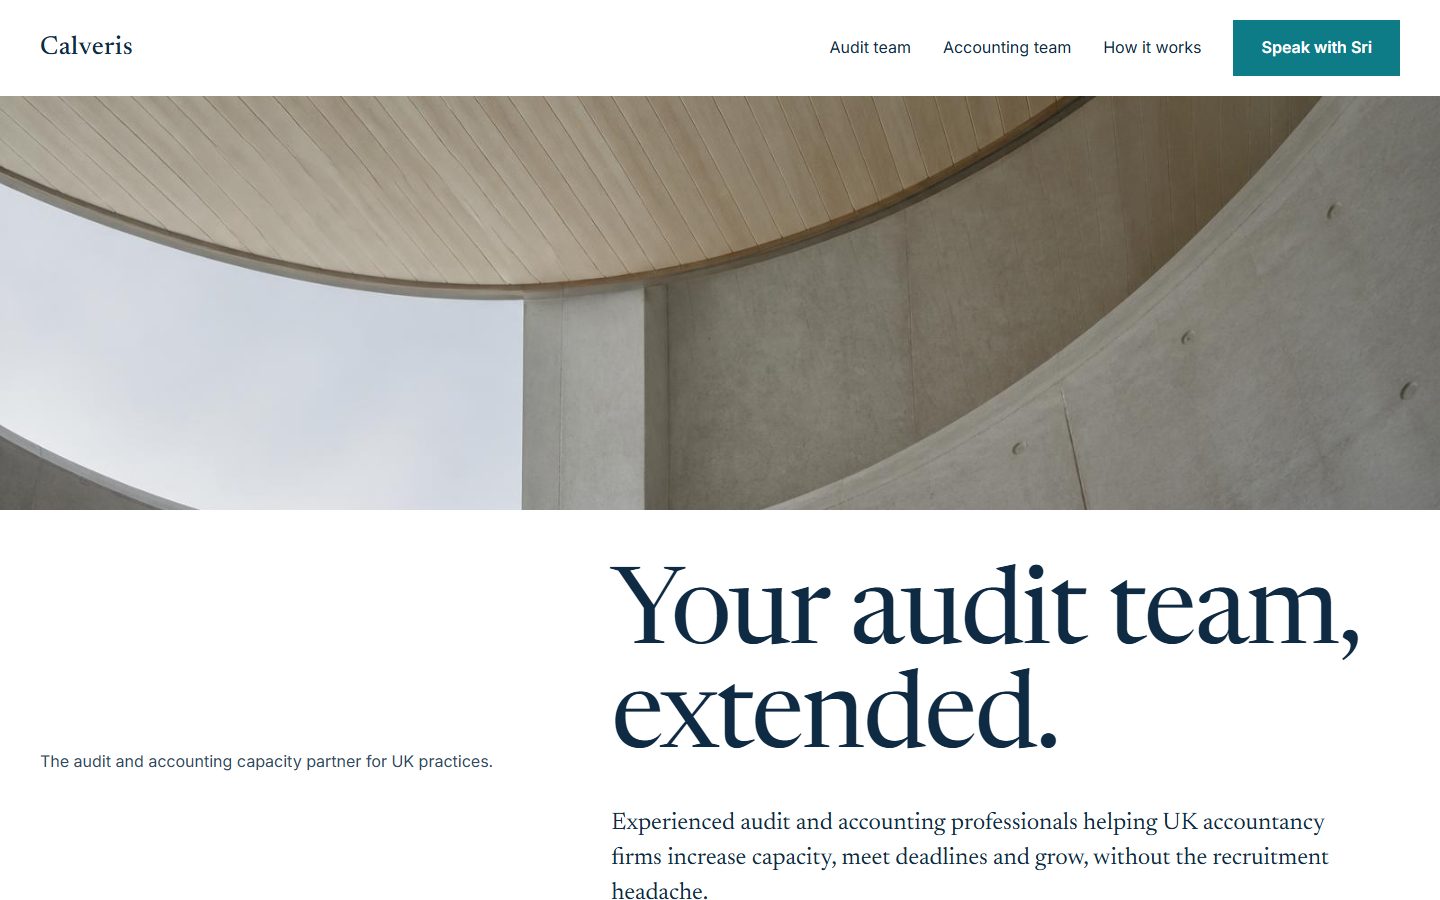 Calveris
Audit team
Accounting team
How it works
Speak with Sri
Your audit team,
extended.
The audit and accounting capacity partner for UK practices.
Experienced audit and accounting professionals helping UK accountancy
firms increase capacity, meet deadlines and grow, without the recruitment
headache.